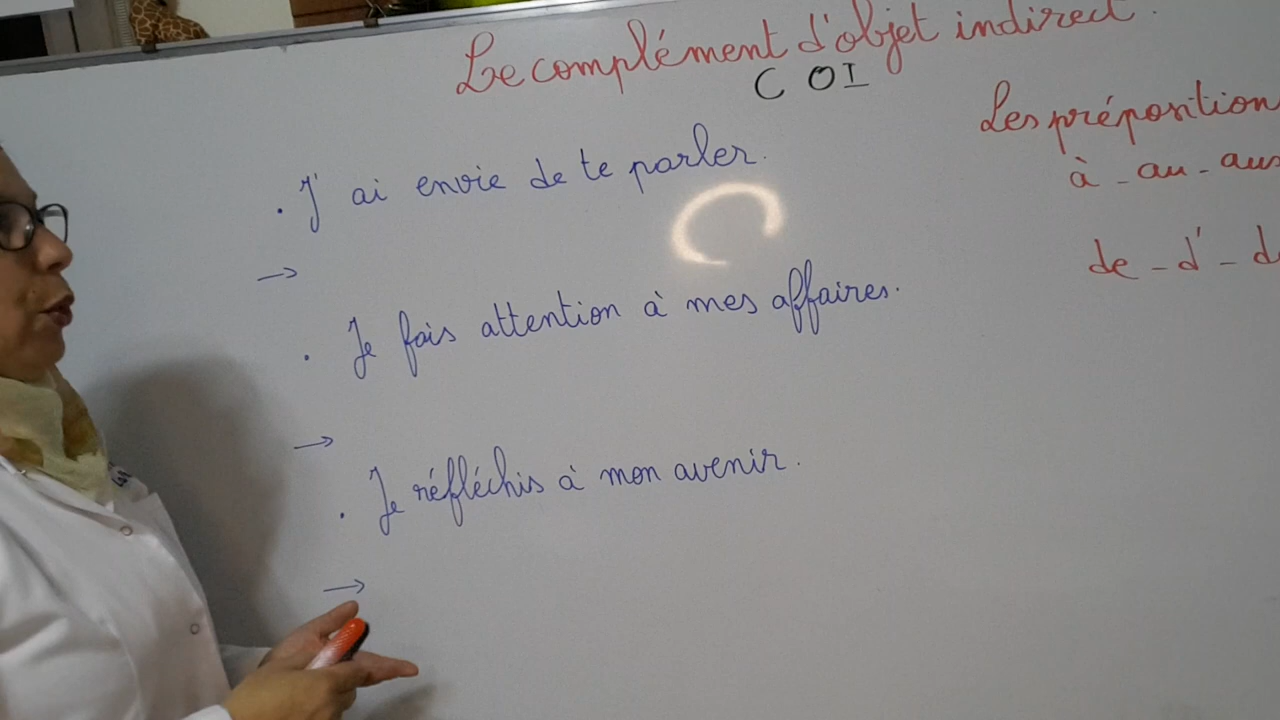 Le complément d'objet indirect.
C OI
Les préposition
à - au - aux
. J'ai envie de te parler.
de - d' - d
→
. Je fais attention à mes affaires.
→
. Je réfléchis à mon avenir.
→